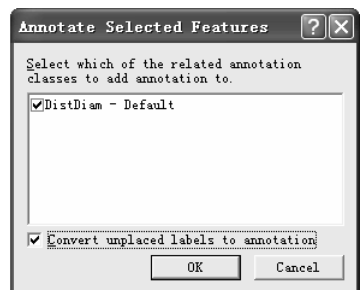 Annotate Selected Features
Select which of the related annotation
classes to add annotation to.
DistDiam - Default
Convert unplaced labels to annotation
OK Cancel